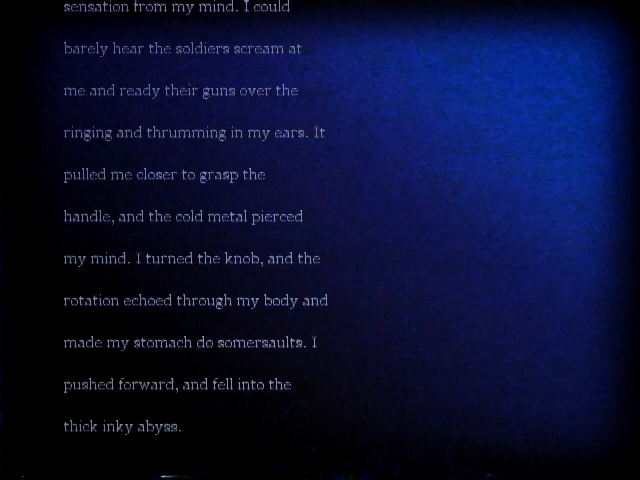 sensation from my mind. I could
barely hear the soldiers scream at
me and ready their guns over the
ringing and thrumming in my ears. It
pulled me closer to grasp the
handle, and the cold metal pierced
my mind. I turned the knob, and the
rotation echoed through my body and
made my stomach do somersaults. I
pushed forward, and fell into the
thick inky abyss.